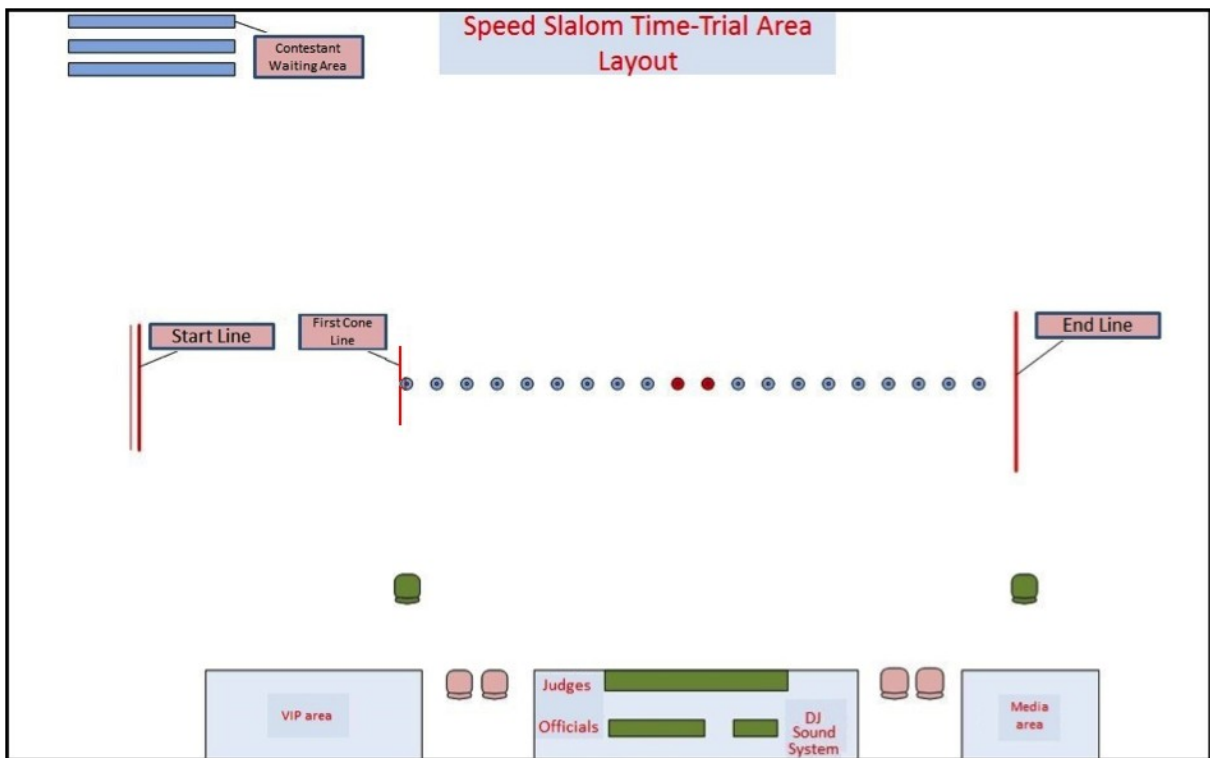 Speed Slalom Time-Trial Area
Layout
Contestant
Waiting Area
Start Line
First Cone
Line
End Line
VIP area
Judges
Officials
DJ
Sound
System
Media
area